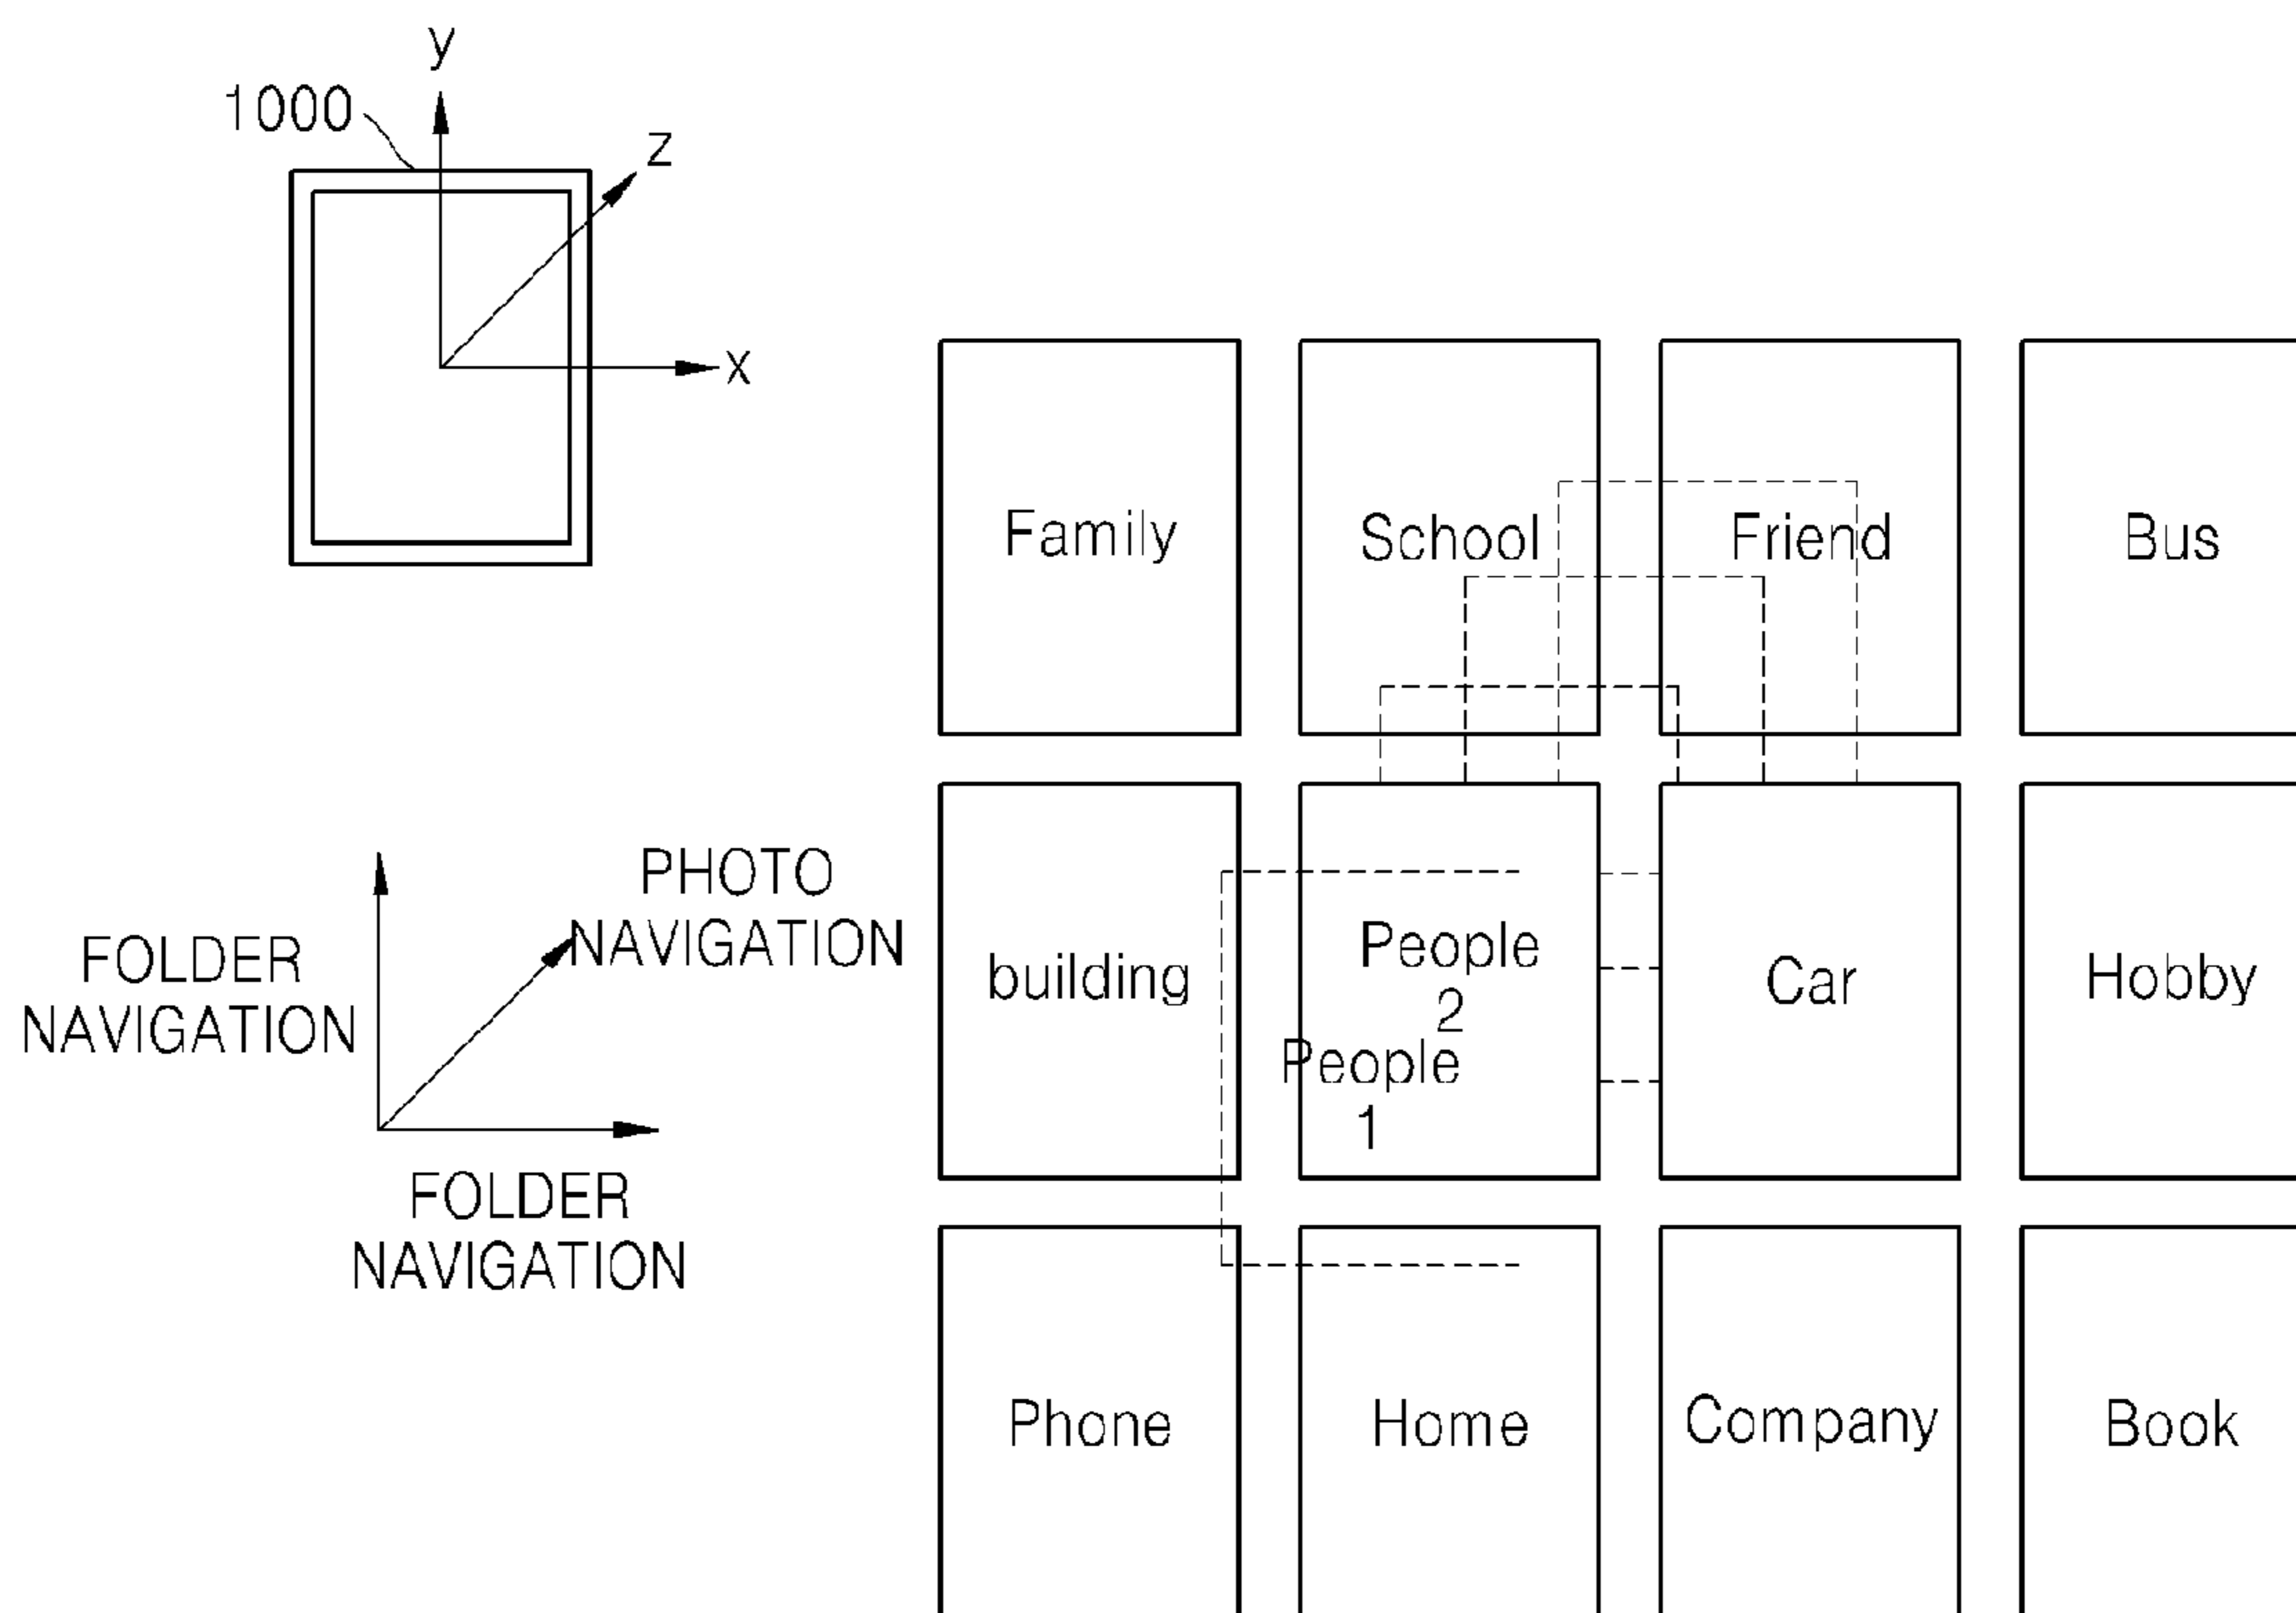 y
1000
z
x
Family
School
Friend
Bus
PHOTO
NAVIGATION
FOLDER
NAVIGATION
FOLDER
NAVIGATION
building
People
2
People
1
Car
Hobby
Phone
Home
Company
Book